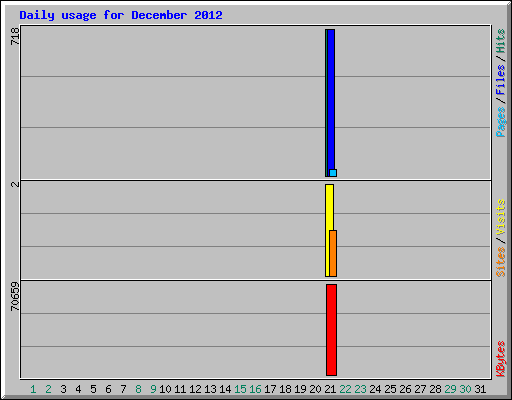 Daily usage for December 2012
718
2
70659
Pages / Files / Hits
Sites / Visits
KBytes
1 2 3 4 5 6 7 8 9 10 11 12 13 14 15 16 17 18 19 20 21 22 23 24 25 26 27 28 29 30 31